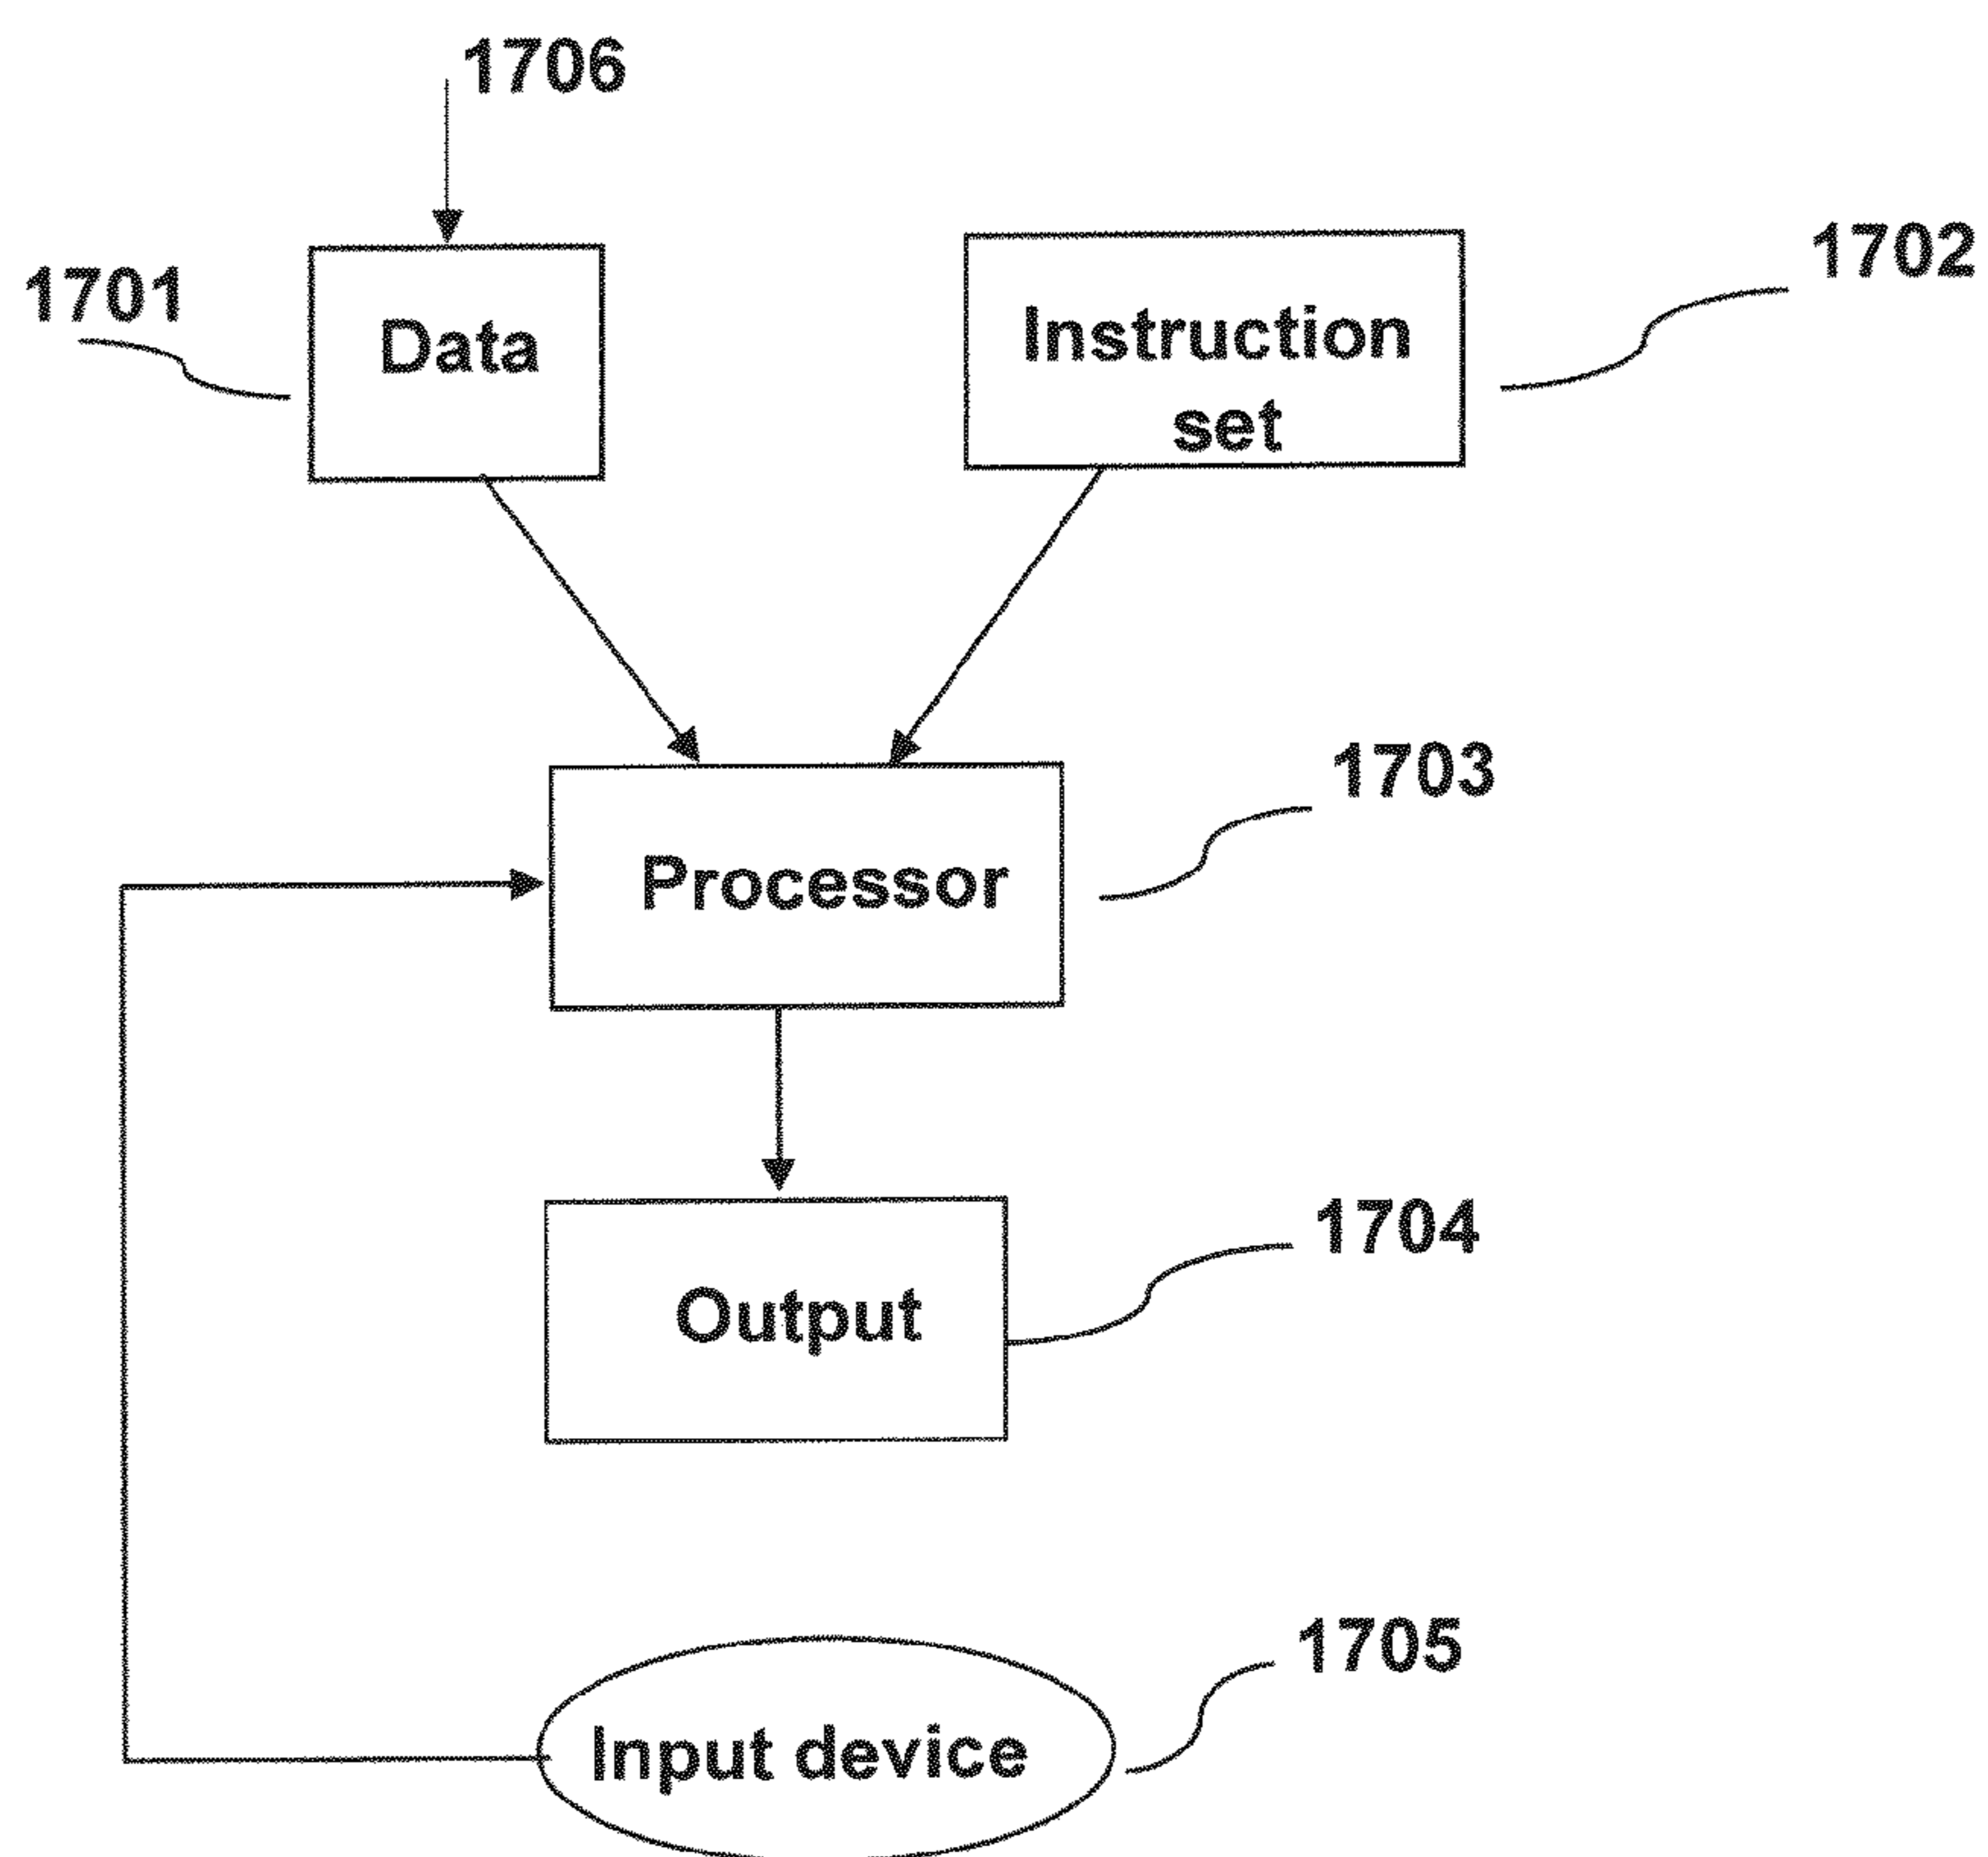 1706
1701
Data
Instruction
set
1702
1703
Processor
1704
Output
1705
Input device